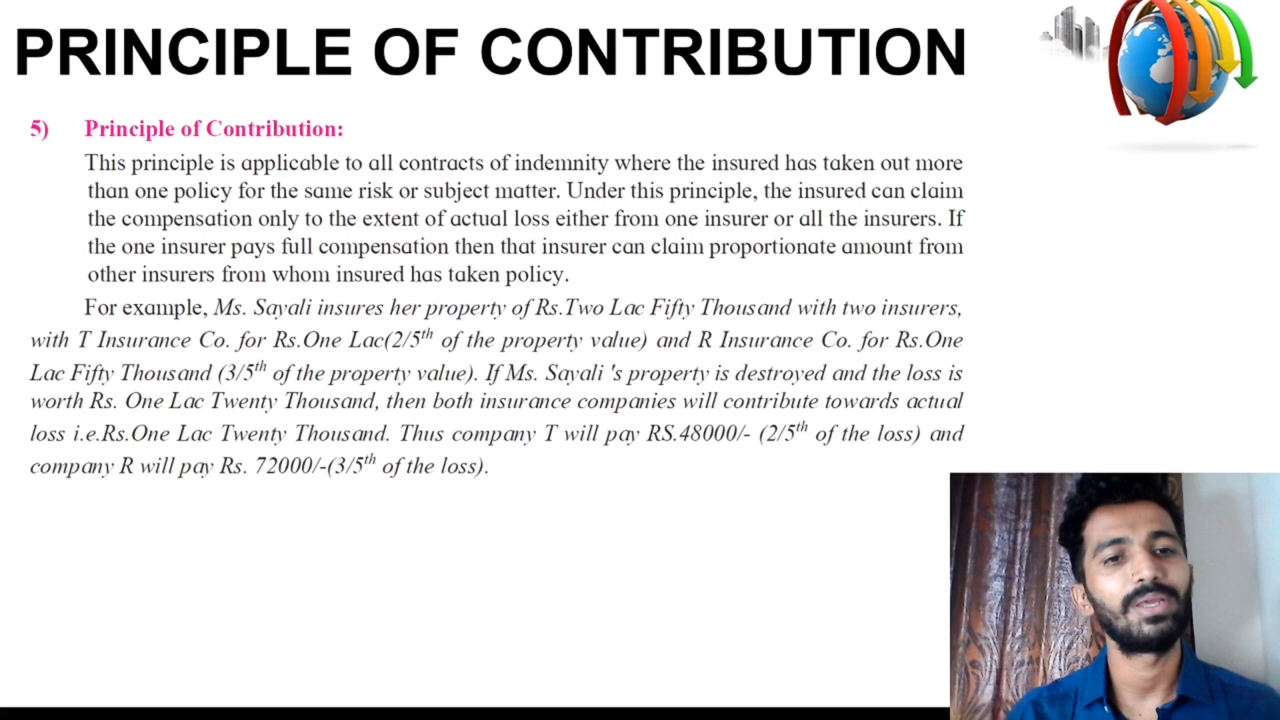 PRINCIPLE OF CONTRIBUTION
5) Principle of Contribution:
This principle is applicable to all contracts of indemnity where the insured has taken out more
than one policy for the same risk or subject matter. Under this principle, the insured can claim
the compensation only to the extent of actual loss either from one insurer or all the insurers. If
the one insurer pays full compensation then that insurer can claim proportionate amount from
other insurers from whom insured has taken policy.
For example, Ms. Sayali insures her property of Rs.Two Lac Fifty Thousand with two insurers,
with T Insurance Co. for Rs.One Lac(2/5th of the property value) and R Insurance Co. for Rs.One
Lac Fifty Thousand (3/5th of the property value). If Ms. Sayali 's property is destroyed and the loss is
worth Rs. One Lac Twenty Thousand, then both insurance companies will contribute towards actual
loss i.e.Rs.One Lac Twenty Thousand. Thus company T will pay RS.48000/- (2/5th of the loss) and
company R will pay Rs. 72000/-(3/5th of the loss).